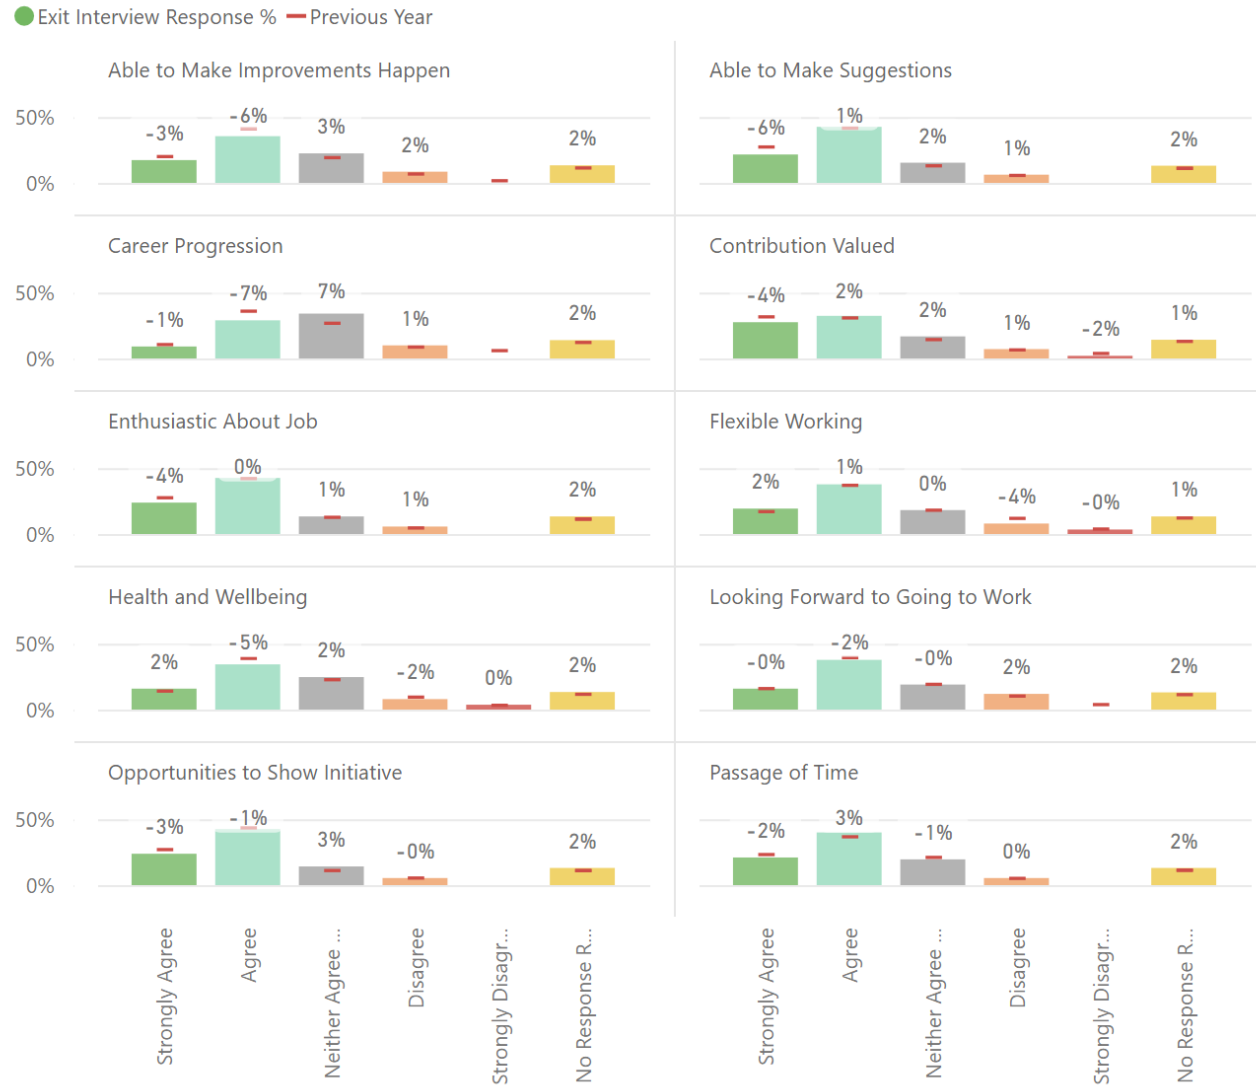 Exit Interview Response % Previous Year
Able to Make Improvements Happen
50%
0%
-3%
-6%
3%
2%
2%
Able to Make Suggestions
-6%
1%
2%
1%
2%
Career Progression
50%
0%
-1%
-7%
7%
1%
2%
Contribution Valued
-4%
2%
2%
1%
-2%
1%
Enthusiastic About Job
50%
0%
-4%
0%
1%
1%
2%
Flexible Working
2%
1%
0%
-4%
-0%
1%
Health and Wellbeing
50%
0%
2%
-5%
2%
-2%
0%
2%
Looking Forward to Going to Work
-0%
-2%
-0%
2%
2%
Opportunities to Show Initiative
50%
0%
-3%
-1%
3%
-0%
2%
Passage of Time
-2%
3%
-1%
0%
2%
Strongly Agree
Agree
Neither Agree ...
Disagree
Strongly Disagr...
No Response R...
Strongly Agree
Agree
Neither Agree ...
Disagree
Strongly Disagr...
No Response R...